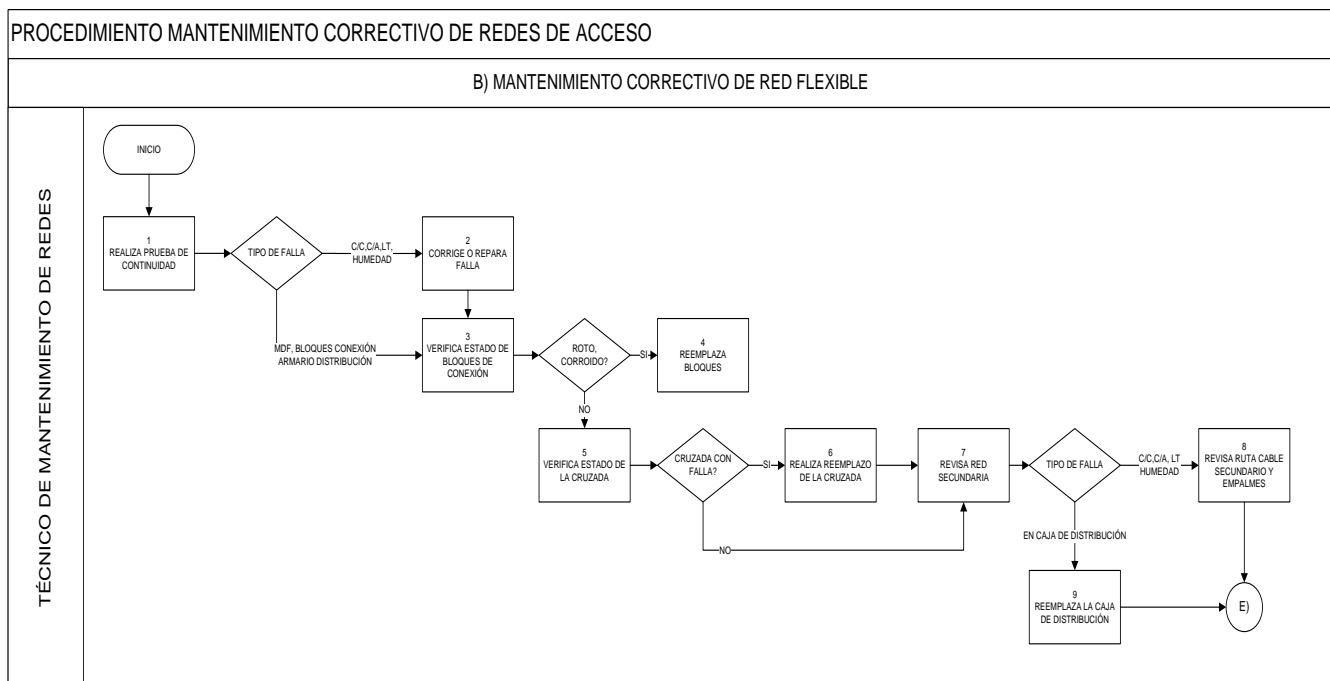 PROCEDIMIENTO MANTENIMIENTO CORRECTIVO DE REDES DE ACCESO
B) MANTENIMIENTO CORRECTIVO DE RED FLEXIBLE
TÉCNICO DE MANTENIMIENTO DE REDES
INICIO
1
REALIZA PRUEBA DE
CONTINUIDAD
TIPO DE FALLA
C/C,C/A,LT,
HUMEDAD
2
CORRIGE O REPARA
FALLA
MDF, BLOQUES CONEXIÓN
ARMARIO DISTRIBUCIÓN
3
VERIFICA ESTADO DE
BLOQUES DE
CONEXIÓN
ROTO,
CORROIDO?
SI
4
REEMPLAZA
BLOQUES
NO
5
VERIFICA ESTADO DE
LA CRUZADA
CRUZADA CON
FALLA?
SI
6
REALIZA REEMPLAZO
DE LA CRUZADA
NO
7
REVISA RED
SECUNDARIA
TIPO DE FALLA
C/C,C/A, LT
HUMEDAD
8
REVISA RUTA CABLE
SECUNDARIO Y
EMPALMES
EN CAJA DE DISTRIBUCIÓN
9
REEMPLAZA LA CAJA
DE DISTRIBUCIÓN
E)